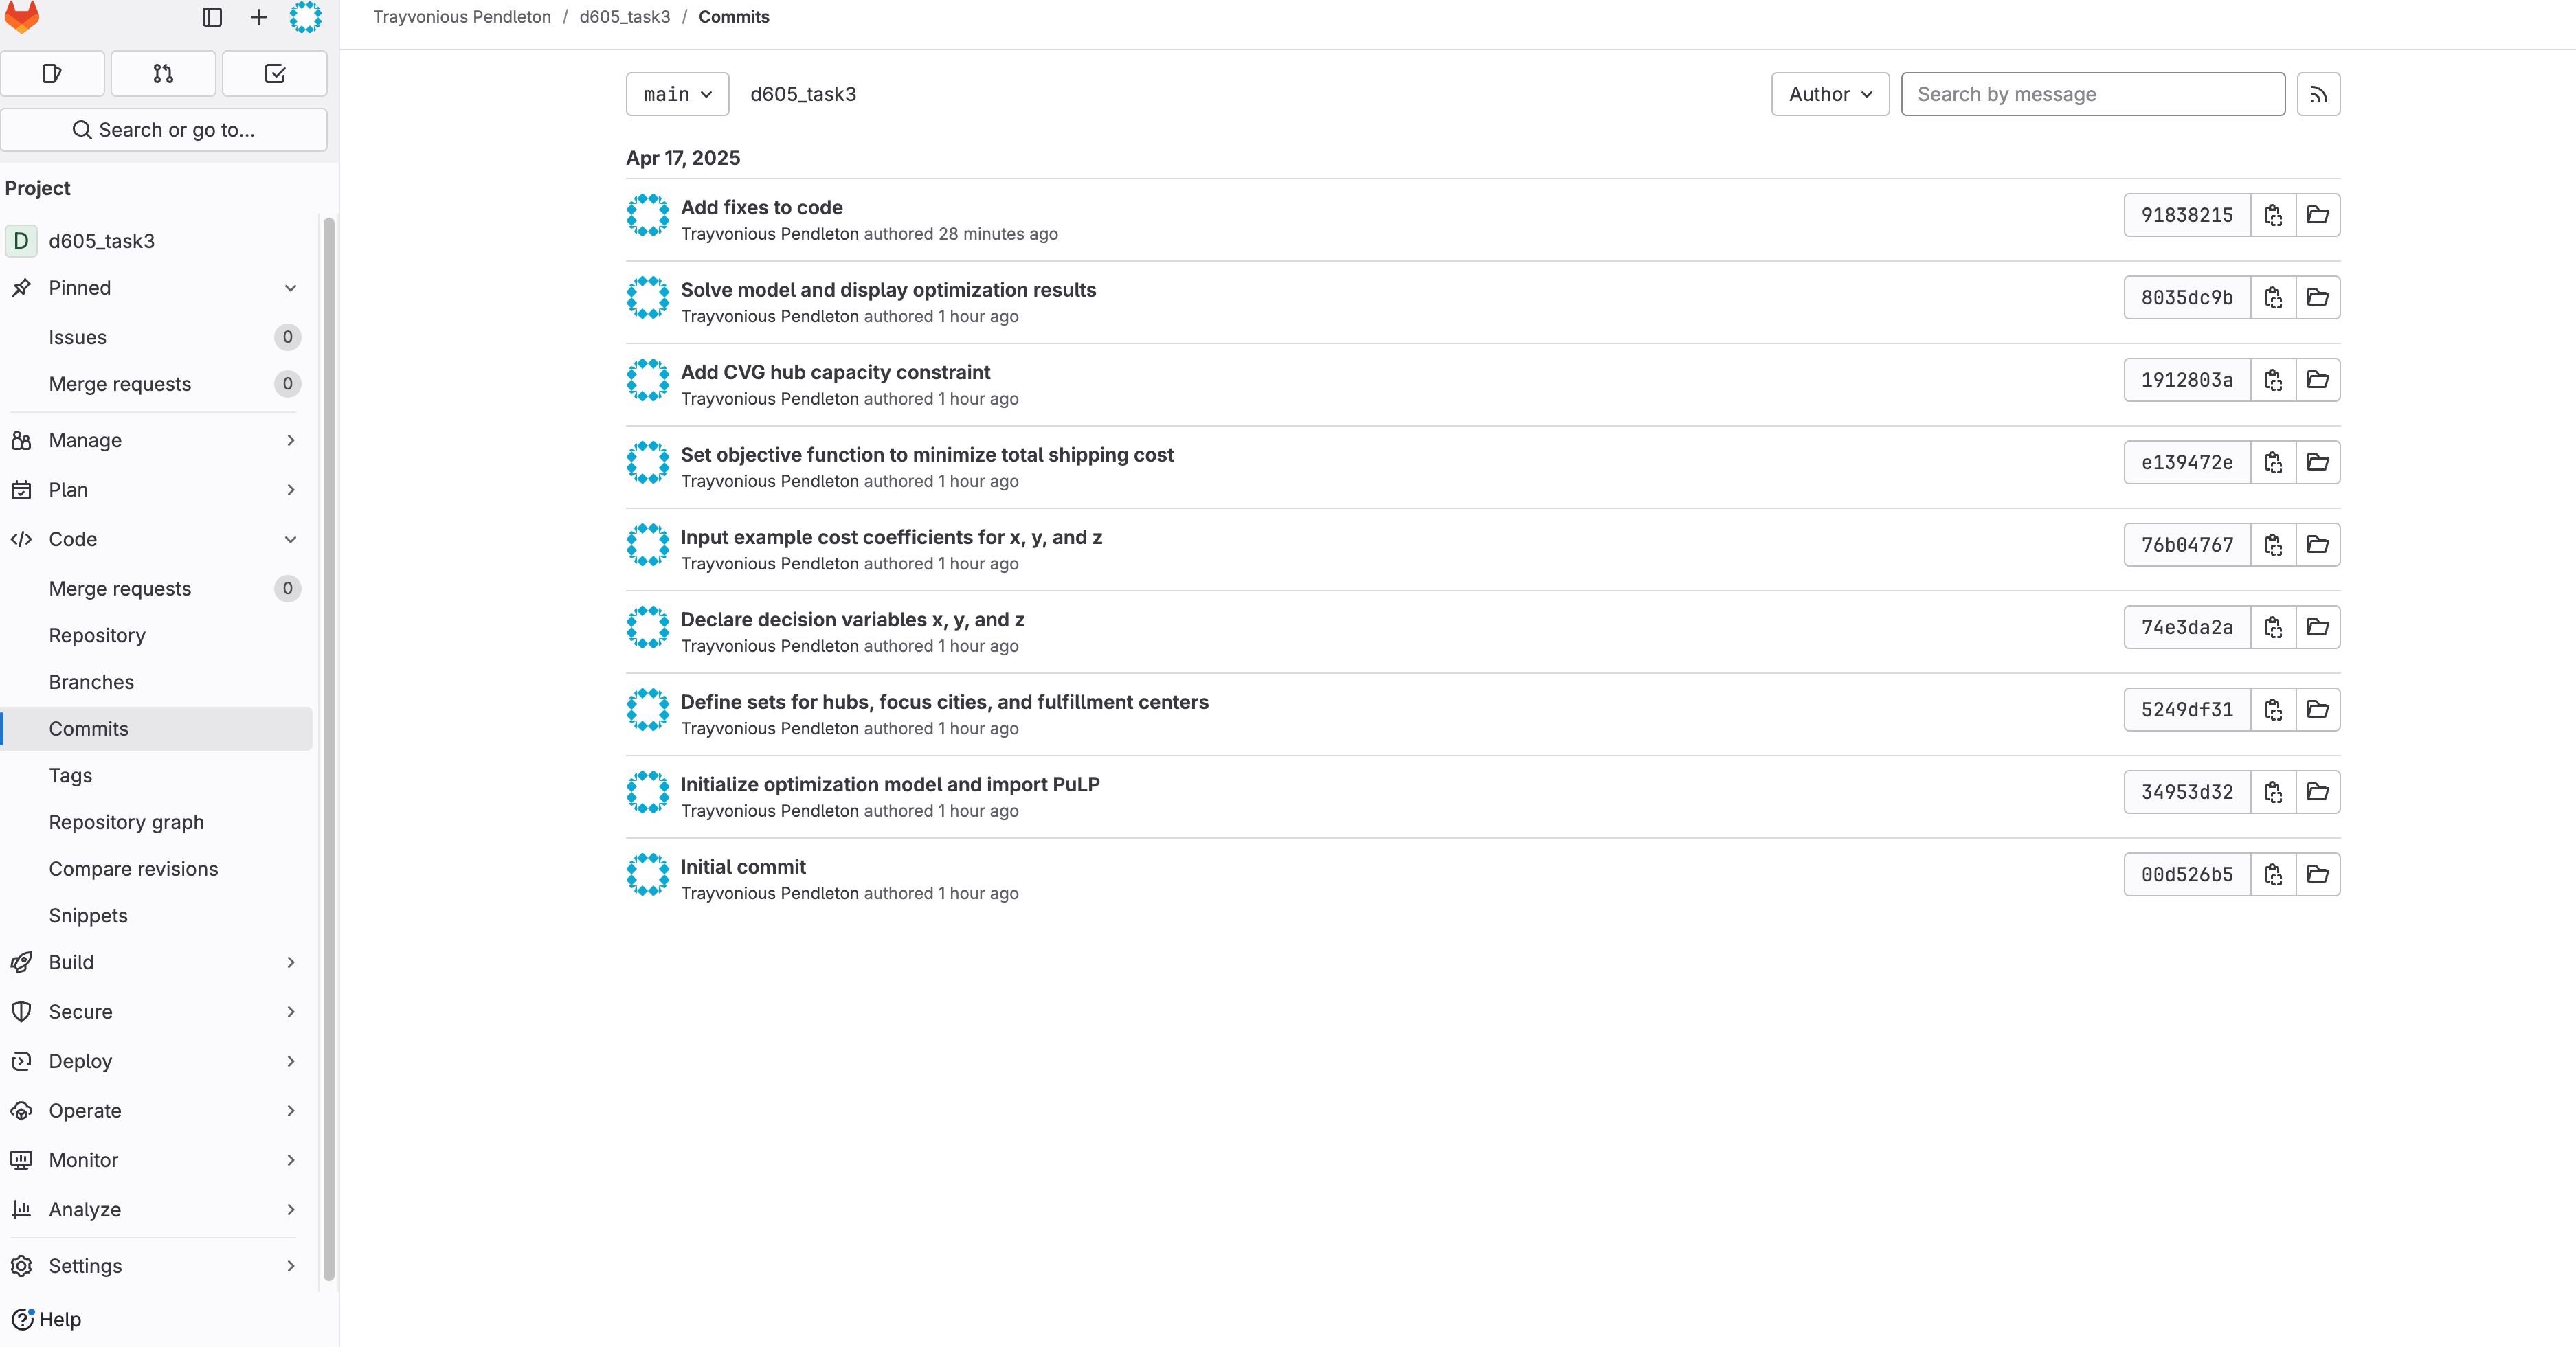 Trayvonious Pendleton / d605_task3 / Commits
Search or go to...
Project
D d605_task3
Pinned
Issues 0
Merge requests 0
Manage
Plan
Code
Merge requests 0
Repository
Branches
Commits
Tags
Repository graph
Compare revisions
Snippets
Build
Secure
Deploy
Operate
Monitor
Analyze
Settings
Help
main d605_task3 Author Search by message
Apr 17, 2025
Add fixes to code
Trayvonious Pendleton authored 28 minutes ago
91838215
Solve model and display optimization results
Trayvonious Pendleton authored 1 hour ago
8035dc9b
Add CVG hub capacity constraint
Trayvonious Pendleton authored 1 hour ago
1912803a
Set objective function to minimize total shipping cost
Trayvonious Pendleton authored 1 hour ago
e139472e
Input example cost coefficients for x, y, and z
Trayvonious Pendleton authored 1 hour ago
76b04767
Declare decision variables x, y, and z
Trayvonious Pendleton authored 1 hour ago
74e3da2a
Define sets for hubs, focus cities, and fulfillment centers
Trayvonious Pendleton authored 1 hour ago
5249df31
Initialize optimization model and import PuLP
Trayvonious Pendleton authored 1 hour ago
34953d32
Initial commit
Trayvonious Pendleton authored 1 hour ago
00d526b5